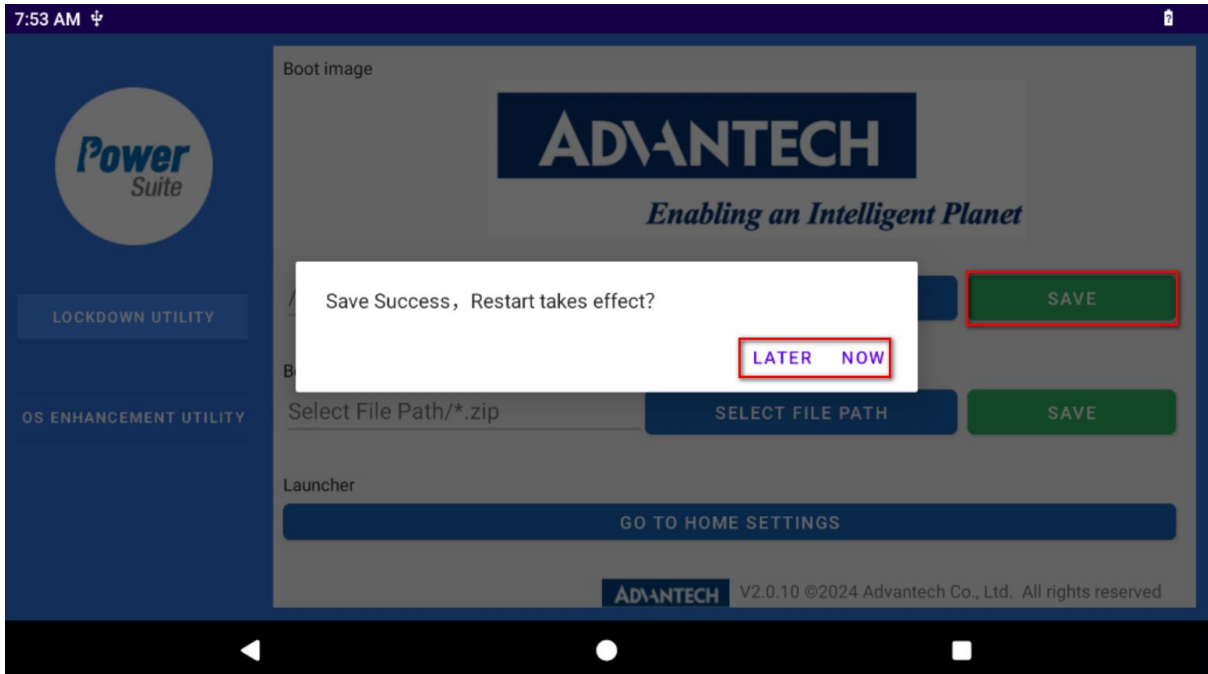 7:53 AM
Boot image
ADVANTECH
Enabling an Intelligent Planet
Power
Suite
/
SAVE
Save Success，Restart takes effect?
LATER NOW
LOCKDOWN UTILITY
OS ENHANCEMENT UTILITY
Select File Path/*.zip
SELECT FILE PATH
SAVE
Launcher
GO TO HOME SETTINGS
ADVANTECH V2.0.10 ©2024 Advantech Co., Ltd. All rights reserved